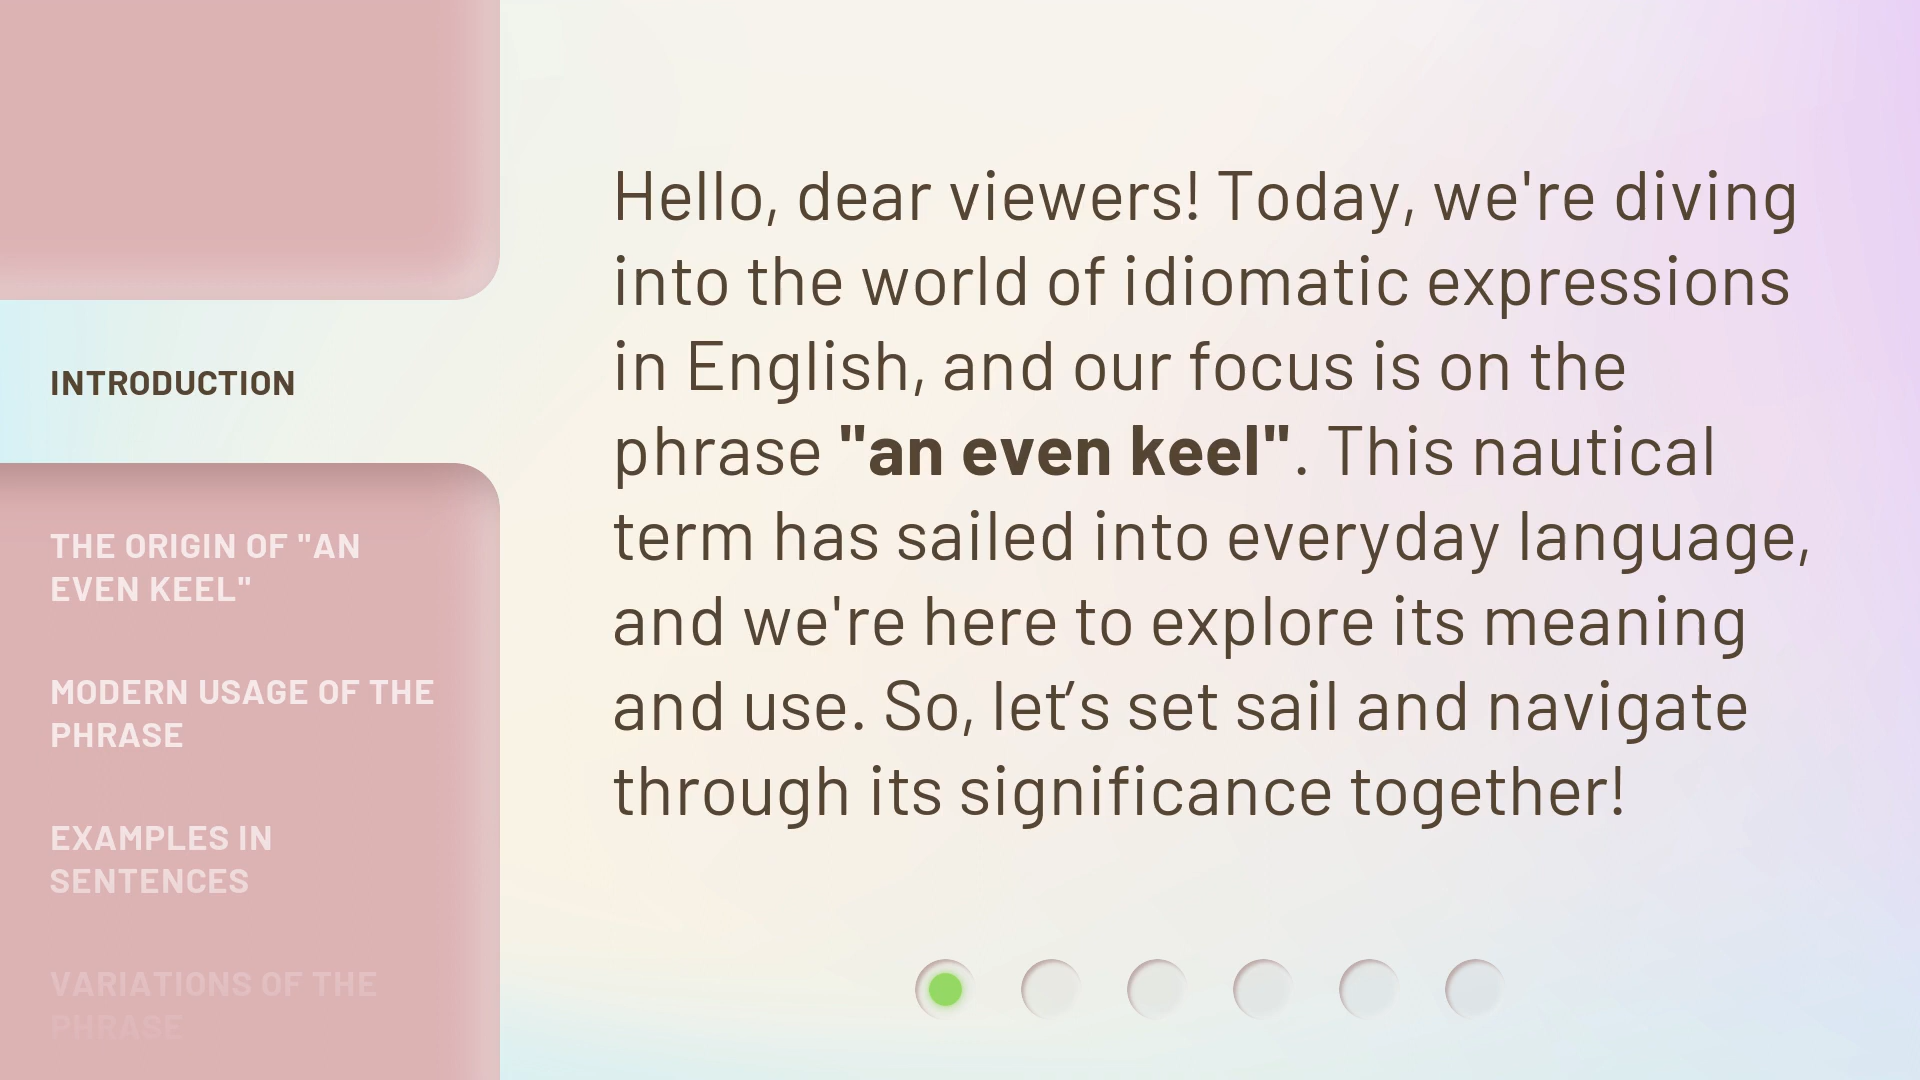 INTRODUCTION
THE ORIGIN OF "AN
EVEN KEEL"
MODERN USAGE OF THE
PHRASE
EXAMPLES IN
SENTENCES
VARIATIONS OF THE
PHRASE
Hello, dear viewers! Today, we're diving
into the world of idiomatic expressions
in English, and our focus is on the
phrase "an even keel". This nautical
term has sailed into everyday language,
and we're here to explore its meaning
and use. So, let’s set sail and navigate
through its significance together!